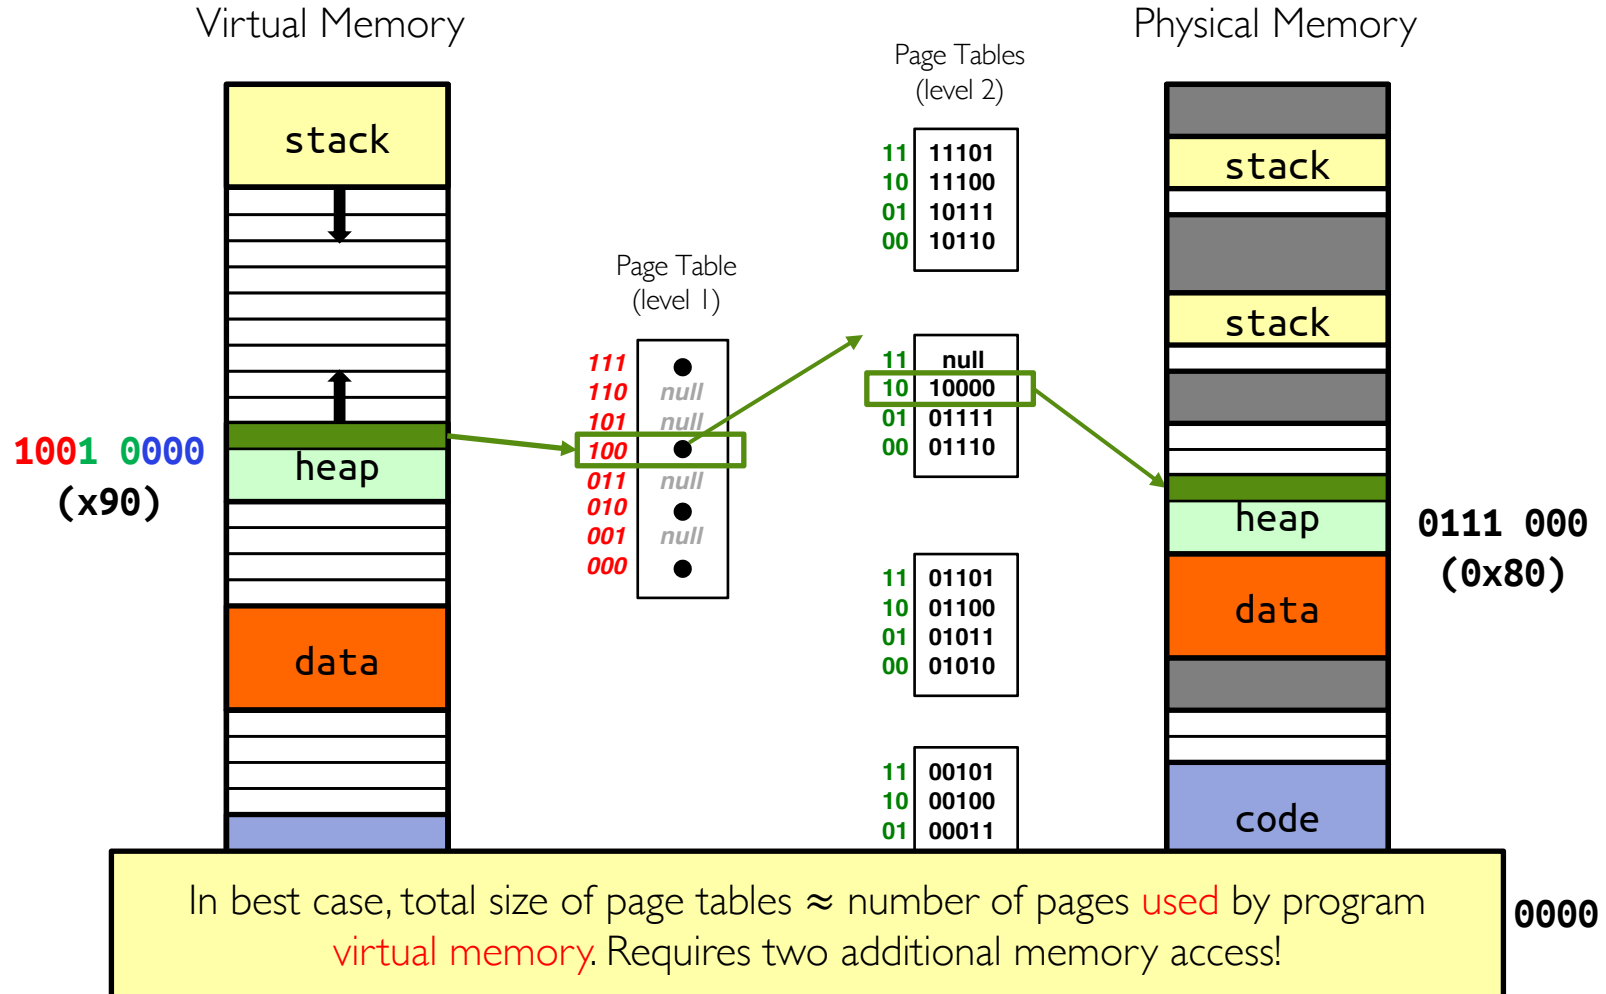 Virtual Memory
Physical Memory
Page Tables
(level 2)
stack
11 11101
10 11100
01 10111
00 10110
stack
Page Table
(level 1)
stack
111
110 null
101 null
100
011 null
010
001 null
000
11 null
10 10000
01 01111
00 01110
1001 0000
(x90)
heap
heap
0111 000
(0x80)
11 01101
10 01100
01 01011
00 01010
data
data
11 00101
10 00100
01 00011
code
In best case, total size of page tables ≈ number of pages used by program
virtual memory. Requires two additional memory access!
0000